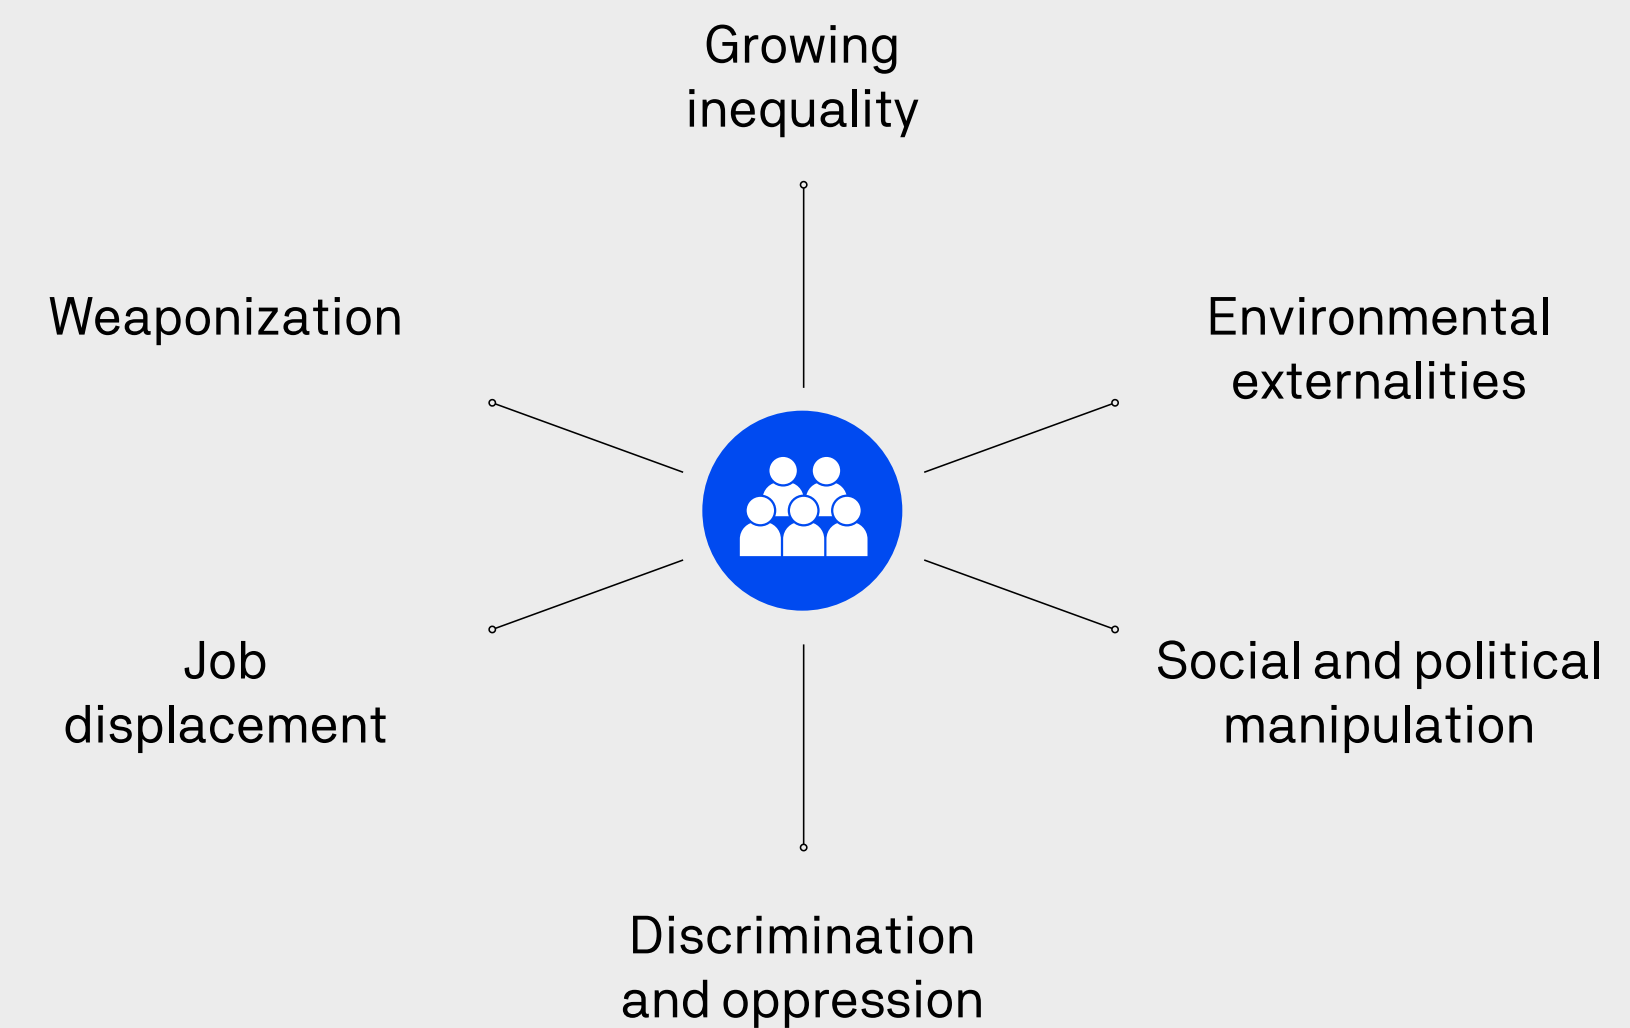 Growing
inequality
Weaponization
Environmental
externalities
Job
displacement
Social and political
manipulation
Discrimination
and oppression